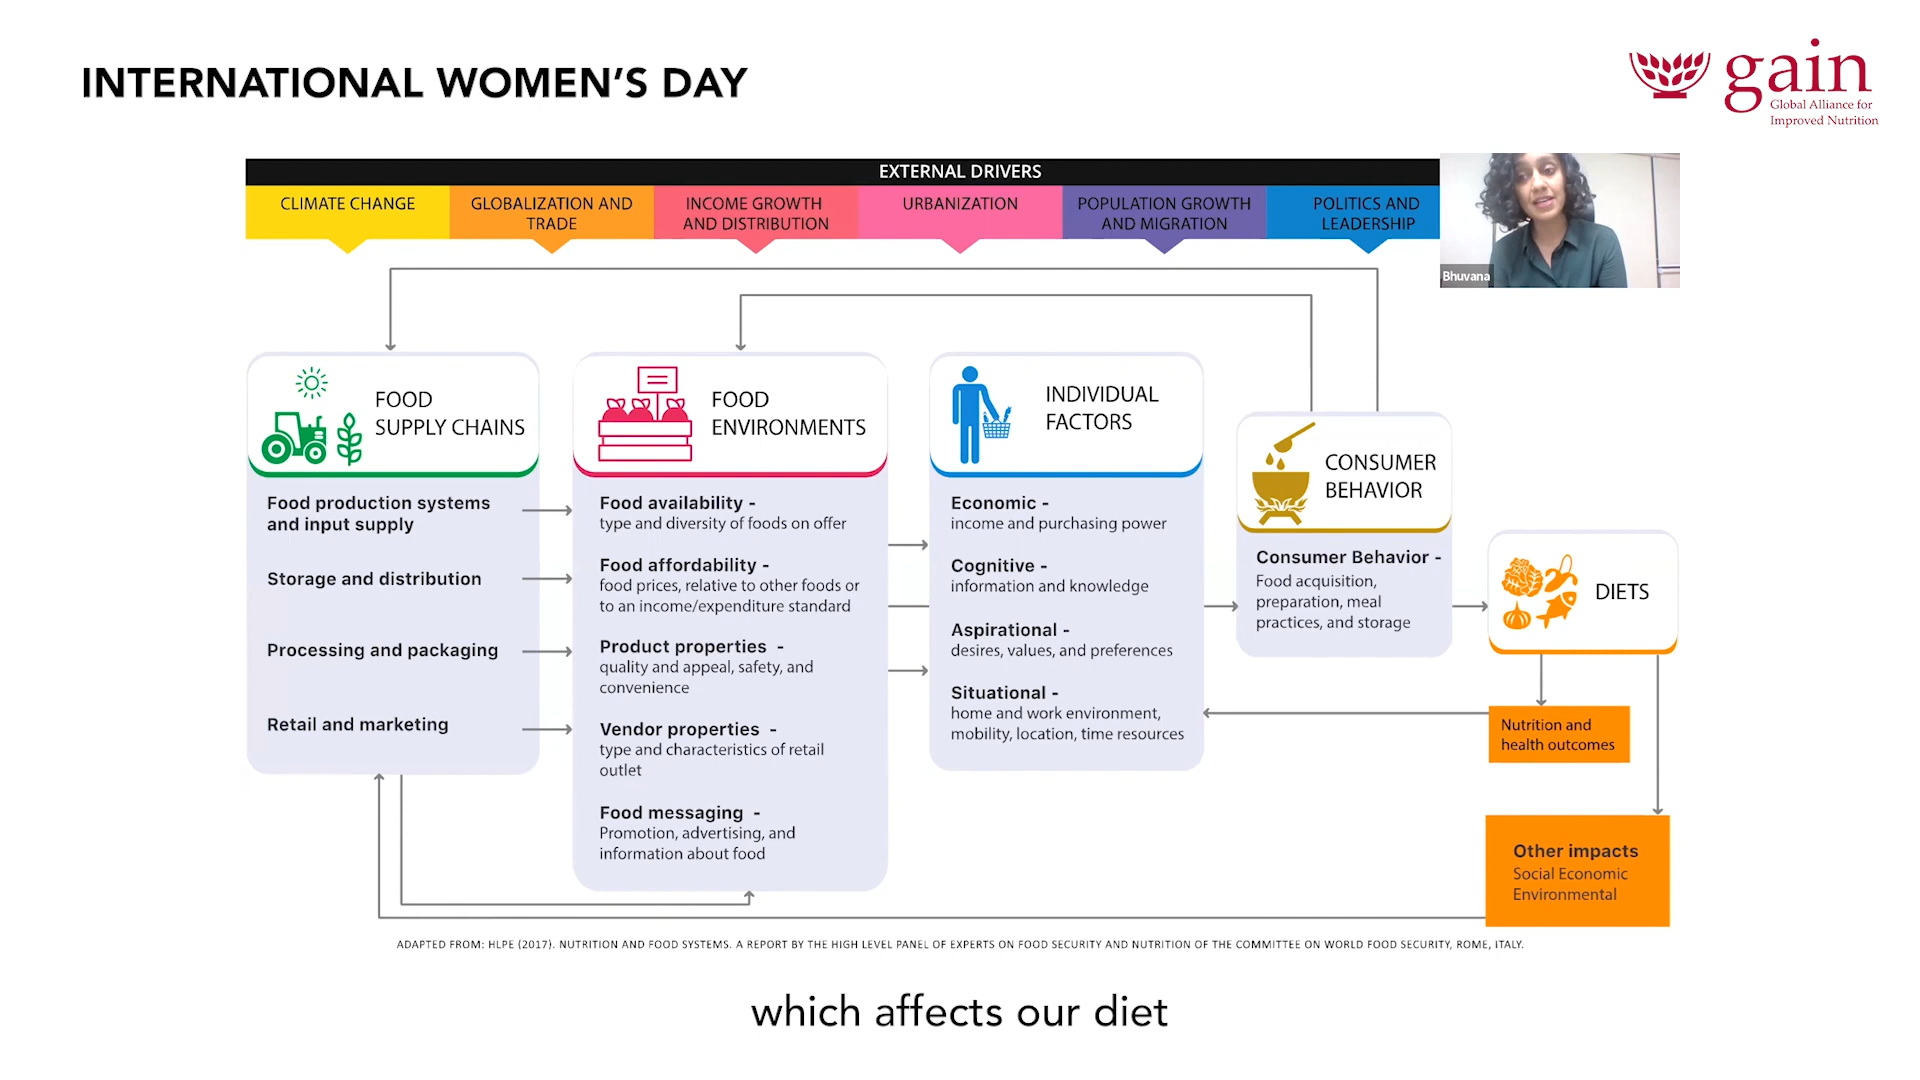 INTERNATIONAL WOMEN'S DAY
gain
Global Alliance for
Improved Nutrition
EXTERNAL DRIVERS
CLIMATE CHANGE
GLOBALIZATION AND
TRADE
INCOME GROWTH
AND DISTRIBUTION
URBANIZATION
POPULATION GROWTH
AND MIGRATION
POLITICS AND
LEADERSHIP
Bhuvana
FOOD
SUPPLY CHAINS
Food production systems
and input supply
Storage and distribution
Processing and packaging
Retail and marketing
FOOD
ENVIRONMENTS
Food availability -
type and diversity of foods on offer
Food affordability -
food prices, relative to other foods or
to an income/expenditure standard
Product properties -
quality and appeal, safety, and
convenience
Vendor properties -
type and characteristics of retail
outlet
Food messaging -
Promotion, advertising, and
information about food
INDIVIDUAL
FACTORS
Economic -
income and purchasing power
Cognitive -
information and knowledge
Aspirational -
desires, values, and preferences
Situational -
home and work environment,
mobility, location, time resources
CONSUMER
BEHAVIOR
Consumer Behavior -
Food acquisition,
preparation, meal
practices, and storage
DIETS
Nutrition and
health outcomes
Other impacts
Social Economic
Environmental
ADAPTED FROM: HLPE (2017). NUTRITION AND FOOD SYSTEMS. A REPORT BY THE HIGH LEVEL PANEL OF EXPERTS ON FOOD SECURITY AND NUTRITION OF THE COMMITTEE ON WORLD FOOD SECURITY, ROME, ITALY.
which affects our diet